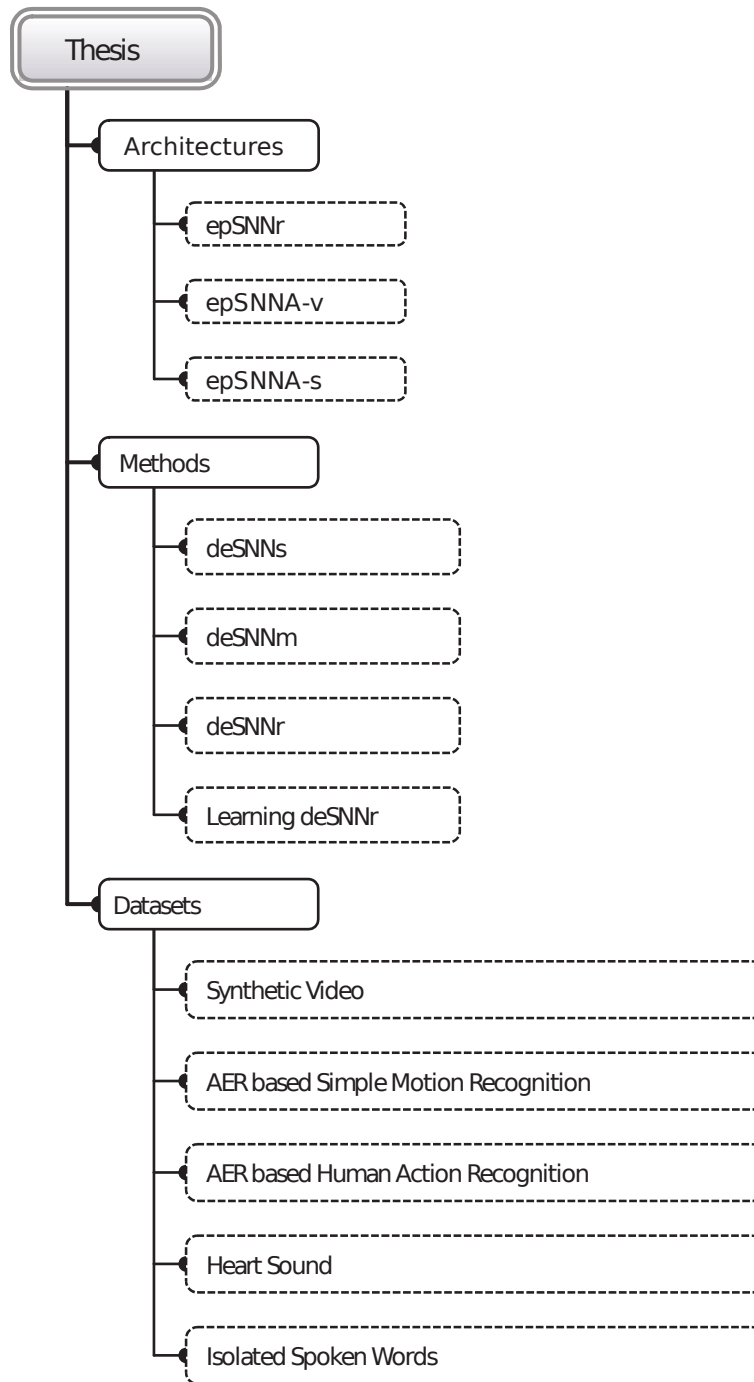 Thesis
Architectures
epSNNr
epSNNA-v
epSNNA-s
Methods
deSNNs
deSNNm
deSNNr
Learning deSNNr
Datasets
Synthetic Video
AER based Simple Motion Recognition
AER based Human Action Recognition
Heart Sound
Isolated Spoken Words